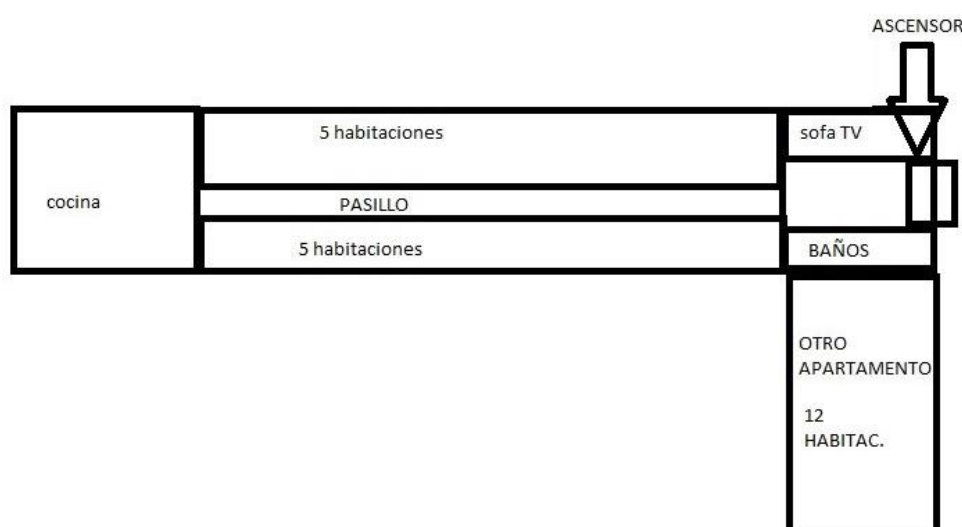 ASCENSOR
5 habitaciones
sofa TV
cocina
PASILLO
5 habitaciones
BAÑOS
OTRO
APARTAMENTO
12
HABITAC.